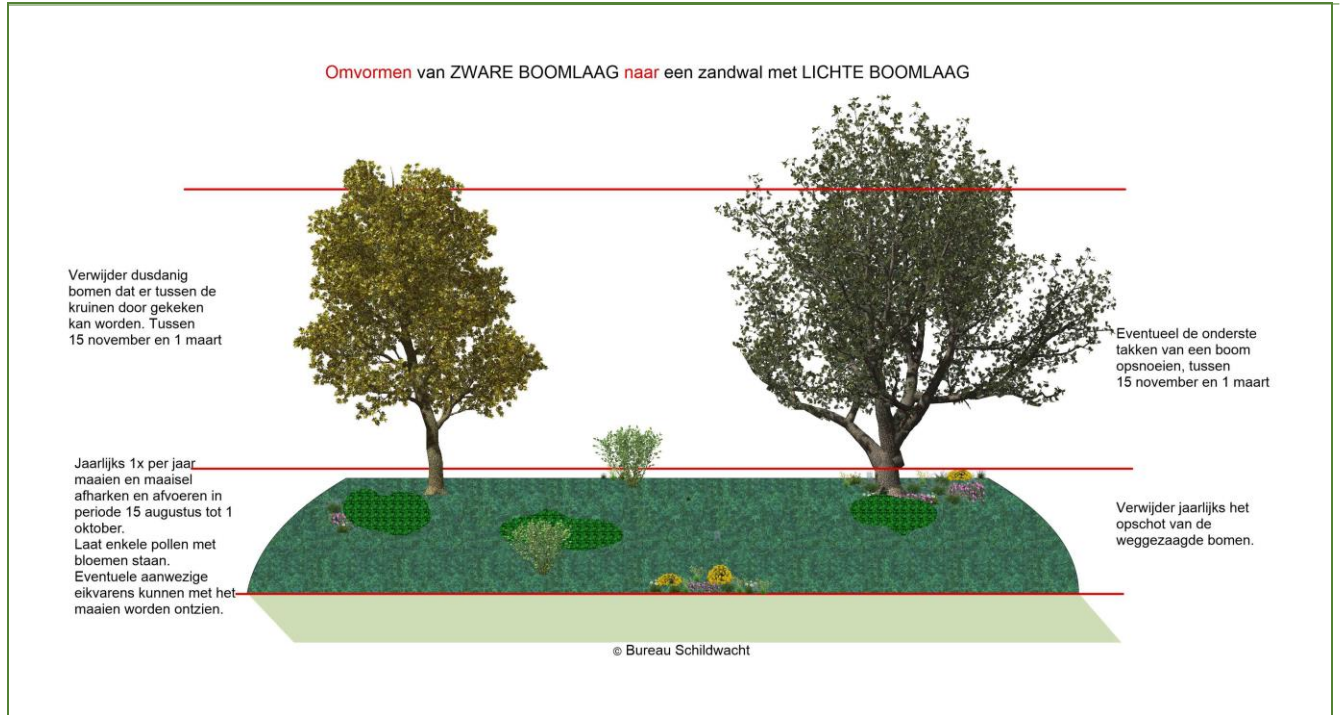 Omvormen van ZWARE BOOMLAAG naar een zandwal met LICHTE BOOMLAAG
Verwijder dusdanig
bomen dat er tussen de
kruinen door gekeken
kan worden. Tussen
15 november en 1 maart
Eventueel de onderste
takken van een boom
opsnoeien, tussen
15 november en 1 maart
Jaarlijks 1x per jaar
maaien en maaisel
afharken en afvoeren in
periode 15 augustus tot 1
oktober.
Laat enkele pollen met
bloemen staan.
Eventuele aanwezige
eikvarens kunnen met het
maaien worden ontzien.
Verwijder jaarlijks het
opschot van de
weggezaagde bomen.
© Bureau Schildwacht